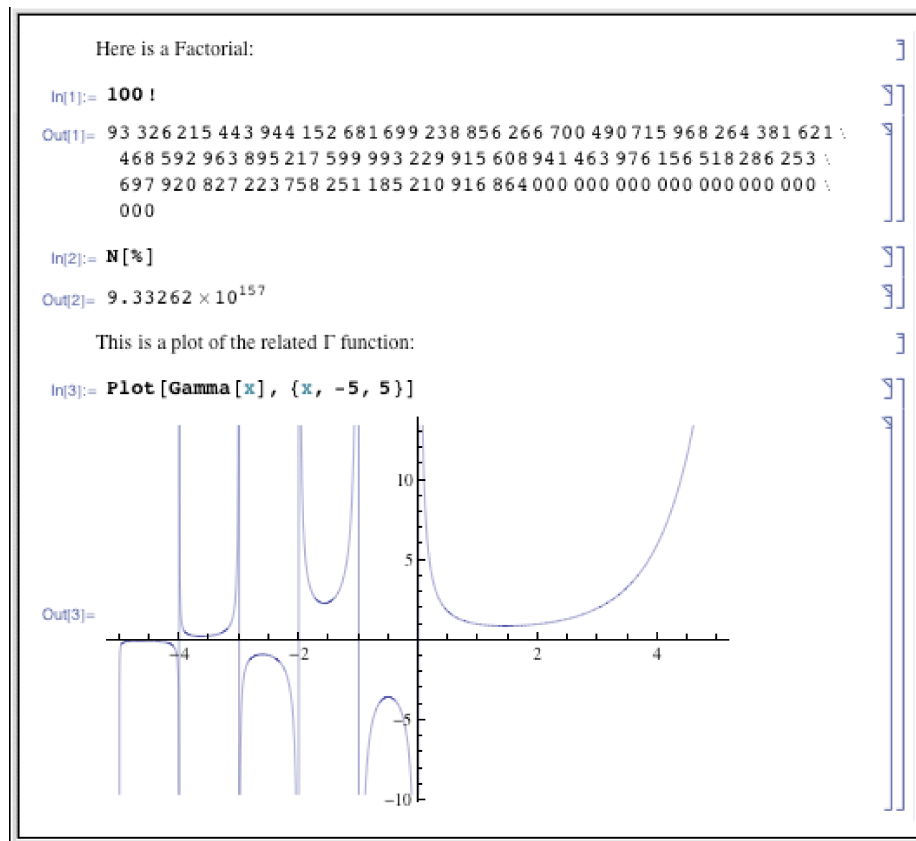 Here is a Factorial:
In[1]:= 100!
Out[1]= 93 326 215 443 944 152 681 699 238 856 266 700 490 715 968 264 381 621 \
468 592 963 895 217 599 993 229 915 608 941 463 976 156 518 286 253 \
697 920 827 223 758 251 185 210 916 864 000 000 000 000 000 000 000 \
000
In[2]:= N[%]
Out[2]= 9.33262 × 10^157
This is a plot of the related Γ function:
In[3]:= Plot[Gamma[x], {x, -5, 5}]
10
5
Out[3]=
-4 -2 2 4
-5
-10